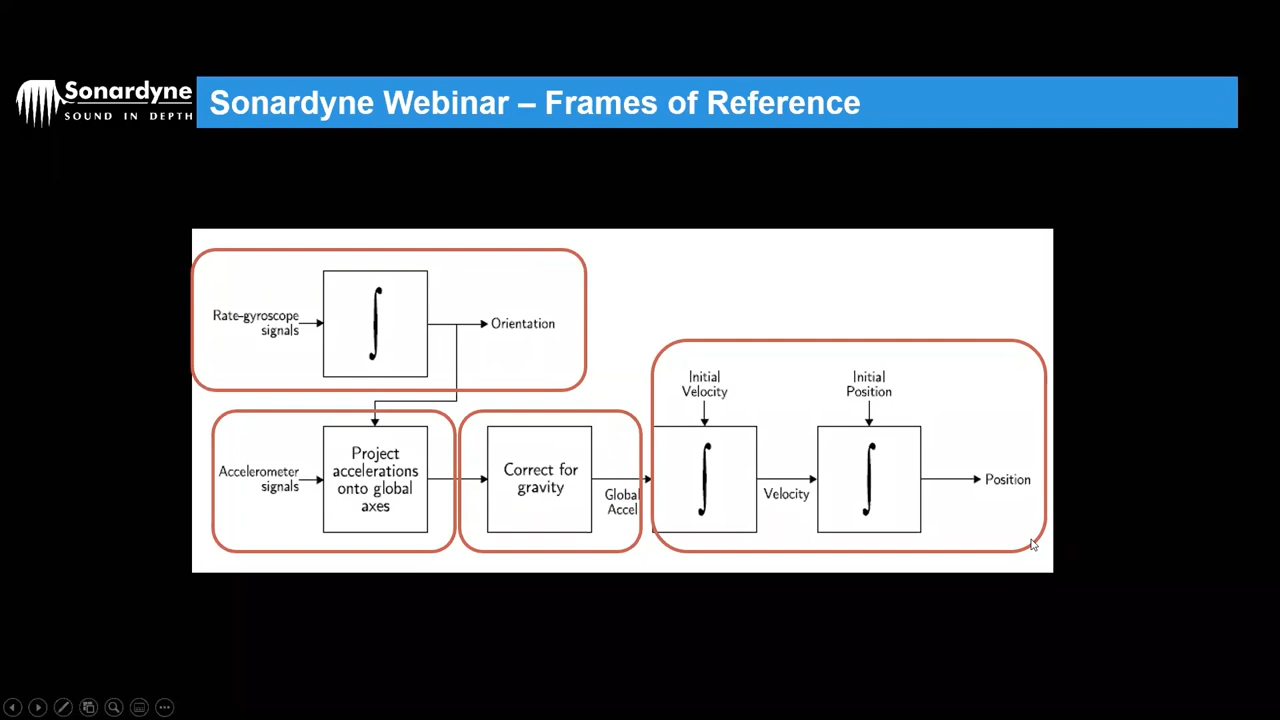 Sonardyne
SOUND IN DEPTH
Sonardyne Webinar – Frames of Reference
Rate-gyroscope
signals
∫
Orientation
Initial
Velocity
Initial
Position
Accelerometer
signals
Project
accelerations
onto global
axes
Correct for
gravity
Global
Accel
∫
Velocity
∫
Position